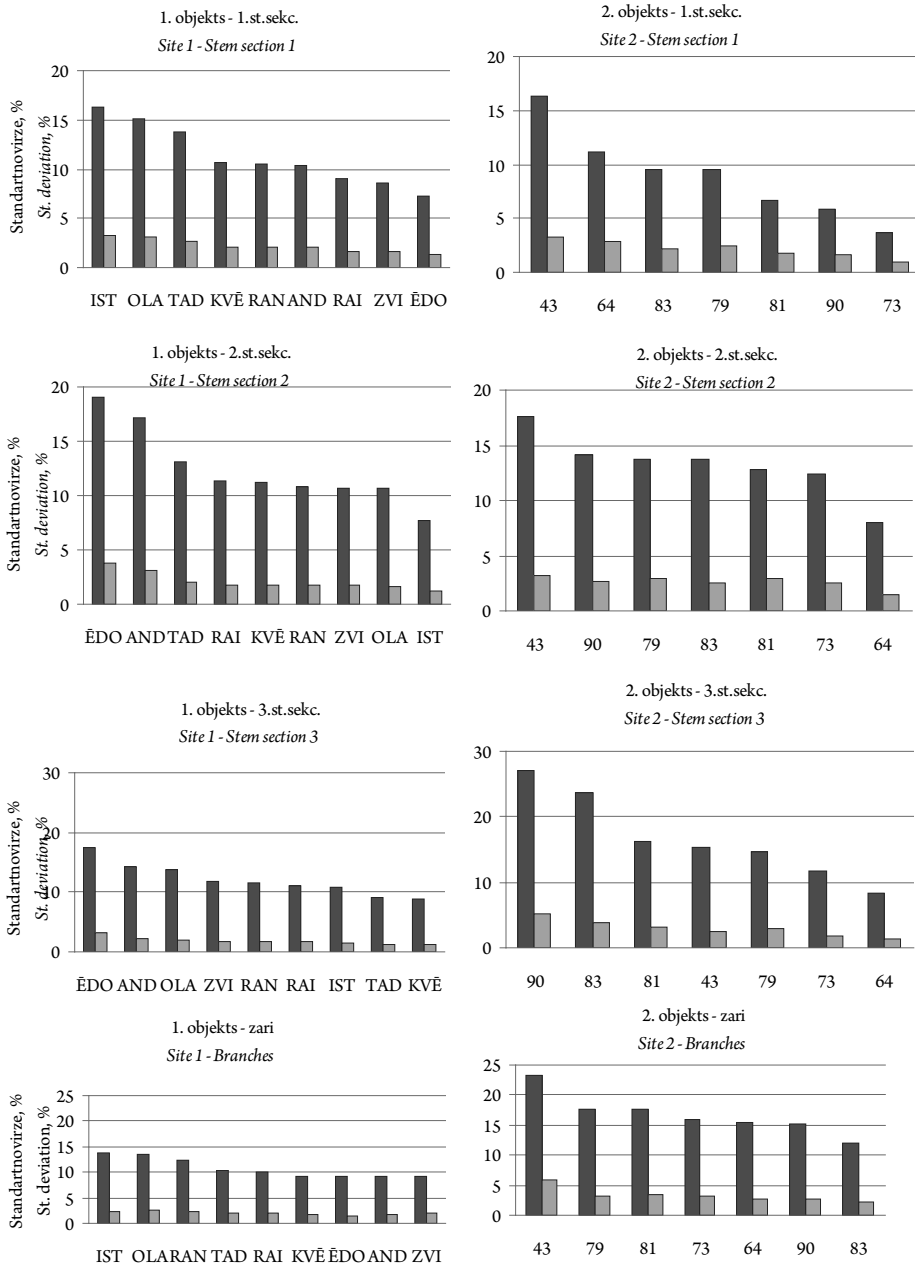 1. objekts - 1.st.sekc.
Site 1 - Stem section 1
Standartnovirze, %
St. deviation, %
20
15
10
5
0
IST OLA TAD KVĒ RAN AND RAI ZVI ĒDO
2. objekts - 1.st.sekc.
Site 2 - Stem section 1
20
15
10
5
0
43 64 83 79 81 90 73
1. objekts - 2.st.sekc.
Site 1 - Stem section 2
Standartnovirze, %
St. deviation, %
20
15
10
5
0
ĒDO AND TAD RAI KVĒ RAN ZVI OLA IST
2. objekts - 2.st.sekc.
Site 2 - Stem section 2
20
15
10
5
0
43 90 79 83 81 73 64
1. objekts - 3.st.sekc.
Site 1 - Stem section 3
Standartnovirze, %
St. deviation, %
30
20
10
0
ĒDO AND OLA ZVI RAN RAI IST TAD KVĒ
2. objekts - 3.st.sekc.
Site 2 - Stem section 3
30
20
10
0
90 83 81 43 79 73 64
1. objekts - zari
Site 1 - Branches
Standartnovirze, %
St. deviation, %
25
20
15
10
5
0
IST OLA RAN TAD RAI KVĒ ĒDO AND ZVI
2. objekts - zari
Site 2 - Branches
25
20
15
10
5
0
43 79 81 73 64 90 83